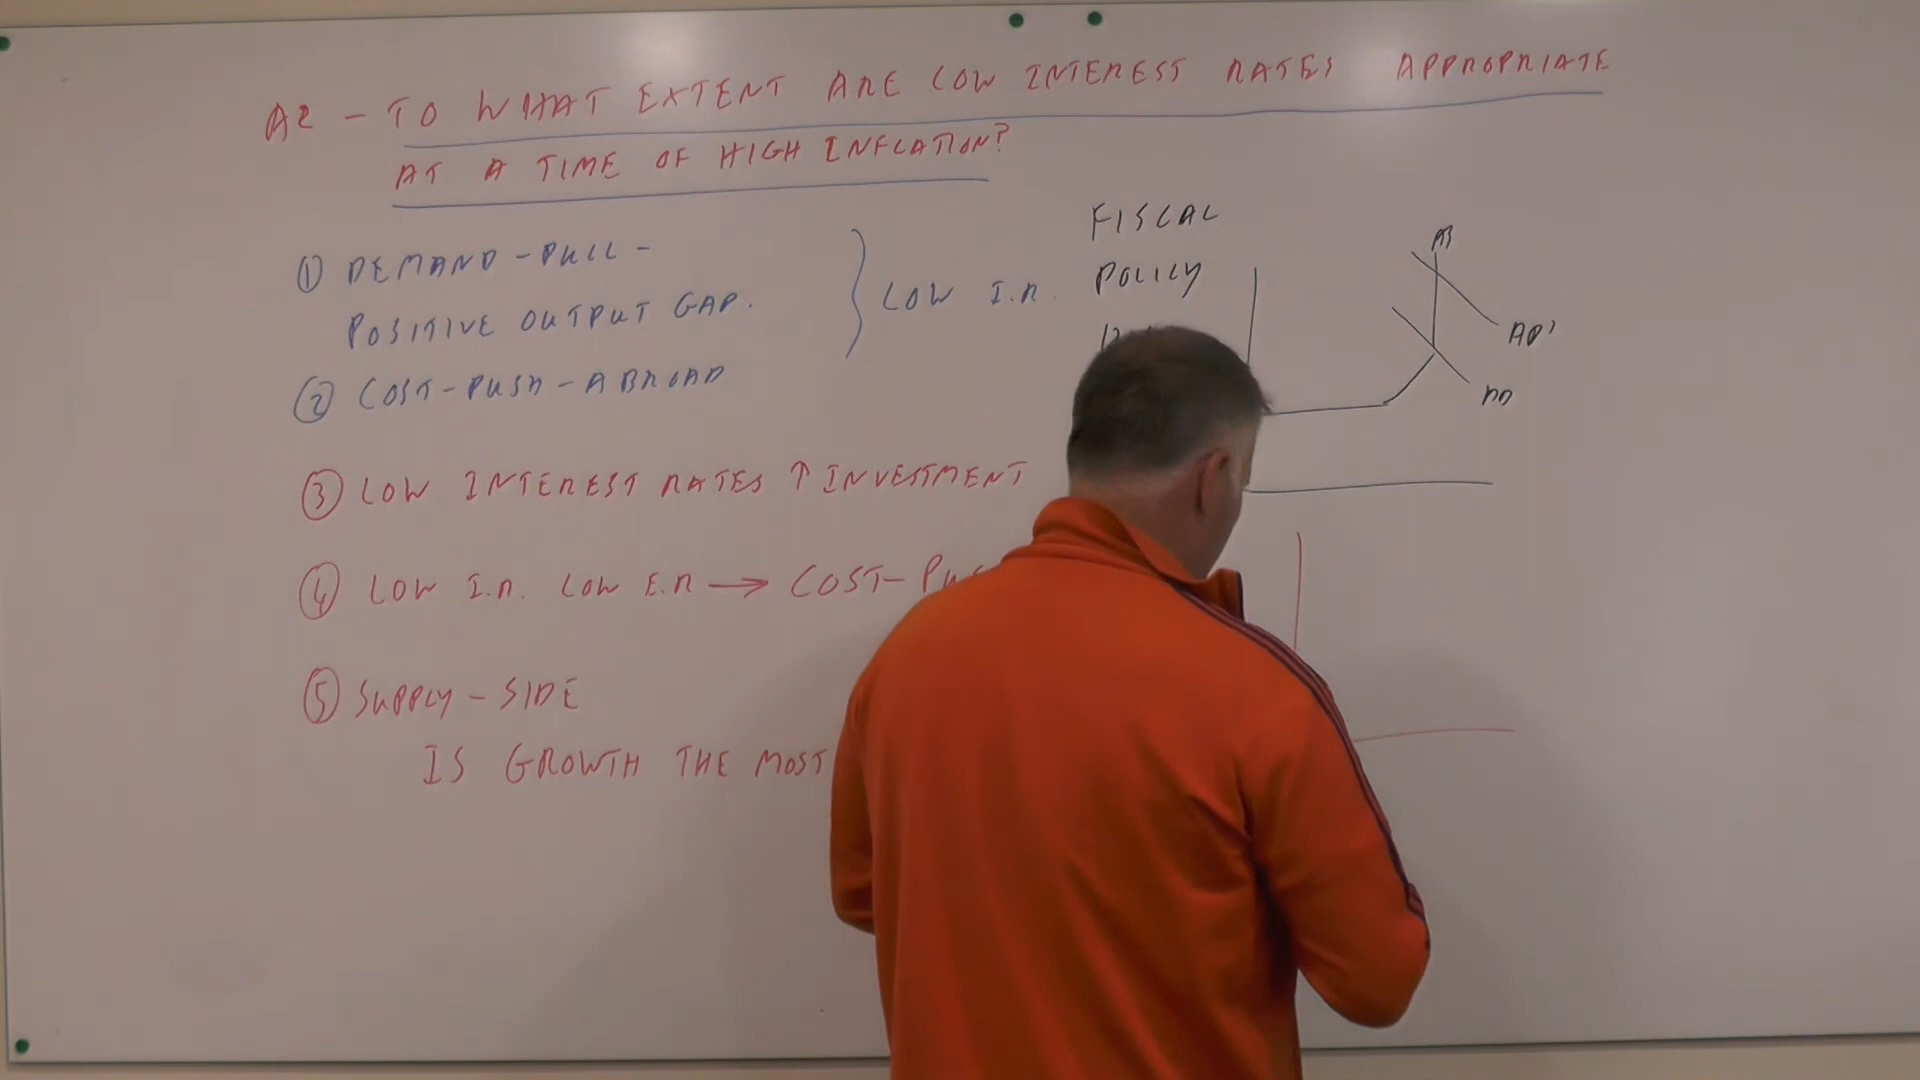 A2 - TO WHAT EXTENT ARE LOW INTEREST RATES APPROPRIATE
AT A TIME OF HIGH INFLATION?
① DEMAND-PULL-
POSITIVE OUTPUT GAP.
② COST-PUSH-ABROAD
} LOW I.R.
FISCAL
POLICY
AS
AD'
AD
③ LOW INTEREST RATES ↑ INVESTMENT
④ LOW I.R. LOW E.R → COST-
⑤ SUPPLY-SIDE
IS GROWTH THE MOST